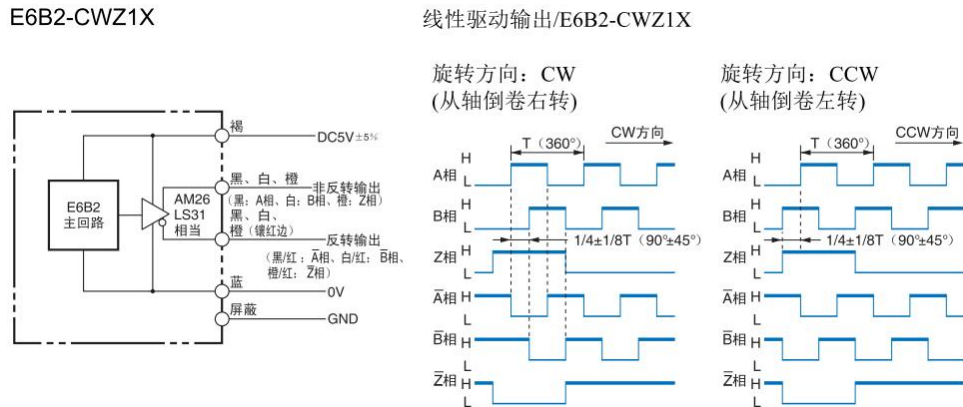 E6B2-CWZ1X
线性驱动输出/E6B2-CWZ1X
旋转方向：CW
(从轴倒卷右转)
旋转方向：CCW
(从轴倒卷左转)
褐
DC5V±5%
黑、白、橙
非反转输出
(黑：A相、白：B相、橙：Z相)
E6B2
主回路
AM26
LS31
相当
黑、白、
橙（镶红边）
反转输出
(黑/红：A̅相、白/红：B̅相、
橙/红：Z̅相)
蓝
0V
屏蔽
GND
CW方向
T（360°）
A相 H
L
B相 H
L
1/4±1/8T（90°±45°）
Z相 H
L
A̅相 H
L
B̅相 H
L
Z̅相 H
L
CCW方向
T（360°）
A相 H
L
B相 H
L
1/4±1/8T（90°±45°）
Z相 H
L
A̅相 H
L
B̅相 H
L
Z̅相 H
L